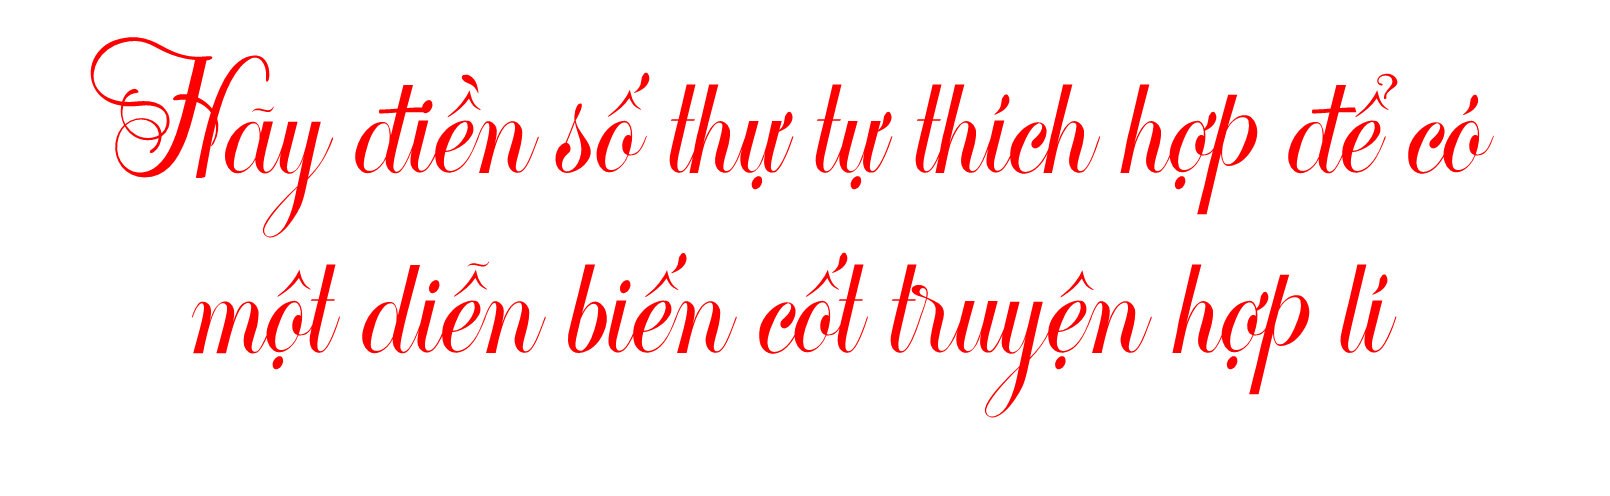 Hãy điền số thự tự thích hợp để có
một diễn biến cốt truyện hợp lí